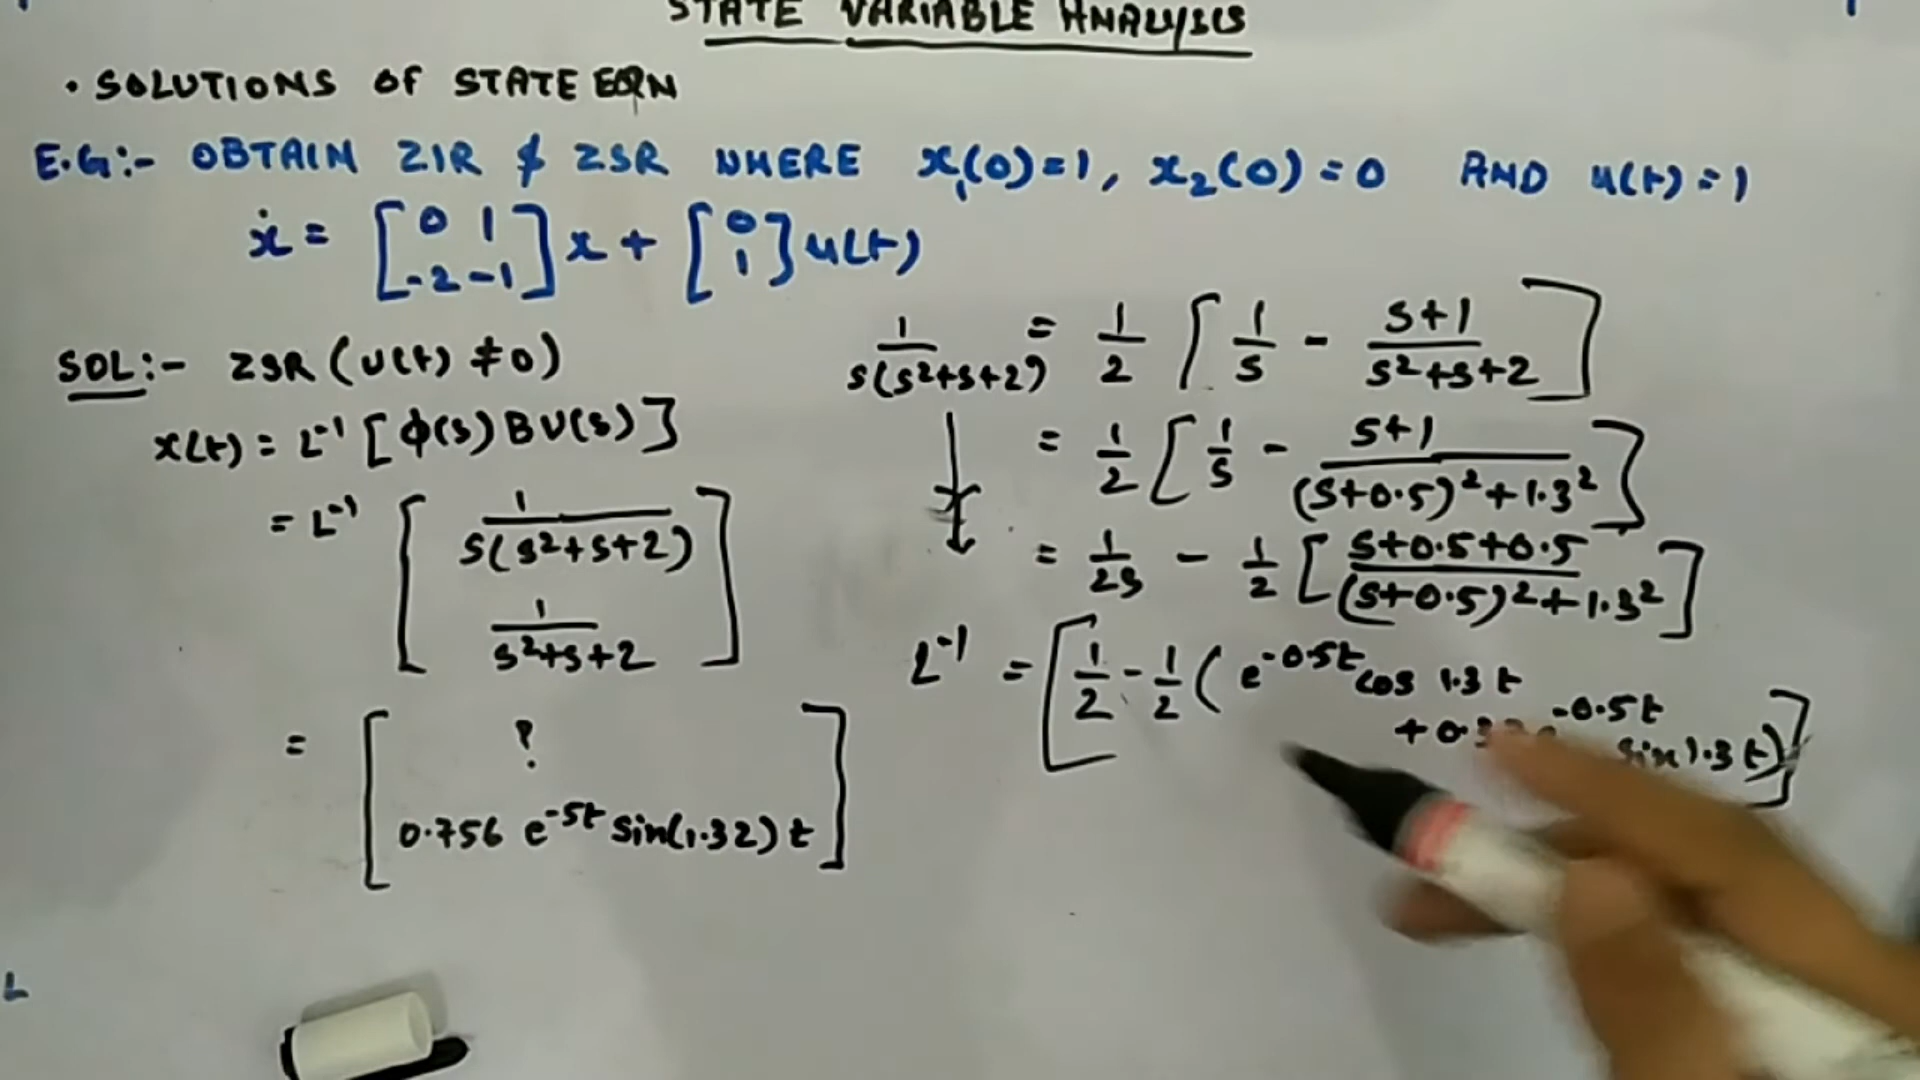 STATE VARIABLE ANALYSIS
• SOLUTIONS OF STATE EQN
E.G:- OBTAIN ZIR & ZSR WHERE x₁(0)=1, x₂(0)=0 AND u(t)=1
ẋ = [0 1; -2 -1] x + [0; 1] u(t)
SOL:- ZSR (U(t) ≠ 0)
x(t) = L⁻¹ [ϕ(s) B U(s)]
= L⁻¹ [1/(s(s²+s+2)); 1/(s²+s+2)]
= [?; 0.756 e^(-5t) sin(1.32)t]
1/(s(s²+s+2)) = 1/2 [1/s - (s+1)/(s²+s+2)]
= 1/2 [1/s - (s+1)/((s+0.5)²+1.3²)]
= 1/2s - 1/2 [(s+0.5+0.5)/((s+0.5)²+1.3²)]
L⁻¹ = [1/2 - 1/2 (e^(-0.5t) cos 1.3t
+ -0.5t sin 1.3t)]